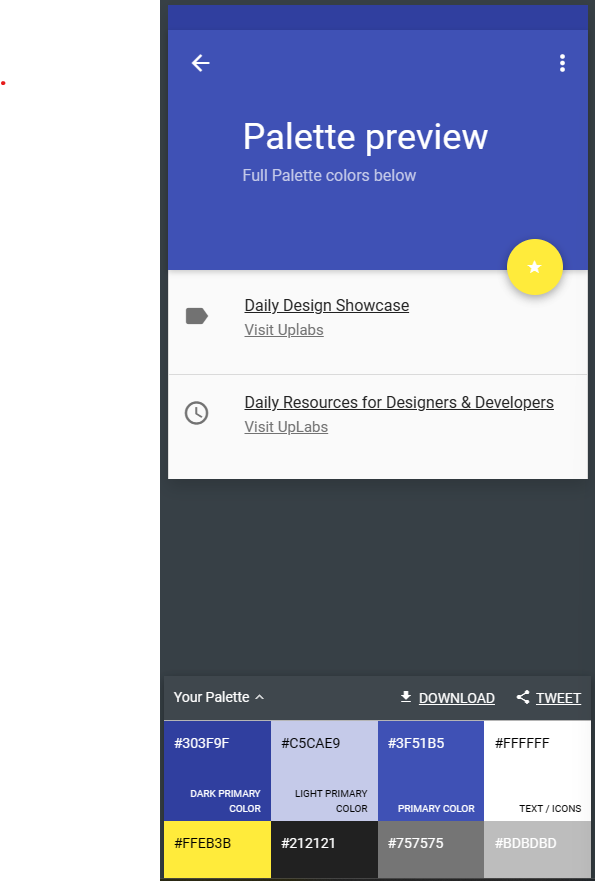 Palette preview
Full Palette colors below
Daily Design Showcase
Visit Uplabs
Daily Resources for Designers & Developers
Visit UpLabs
Your Palette
DOWNLOAD
TWEET
#303F9F
DARK PRIMARY
COLOR
#C5CAE9
LIGHT PRIMARY
COLOR
#3F51B5
PRIMARY COLOR
#FFFFFF
TEXT / ICONS
#FFEB3B
#212121
#757575
#BDBDBD